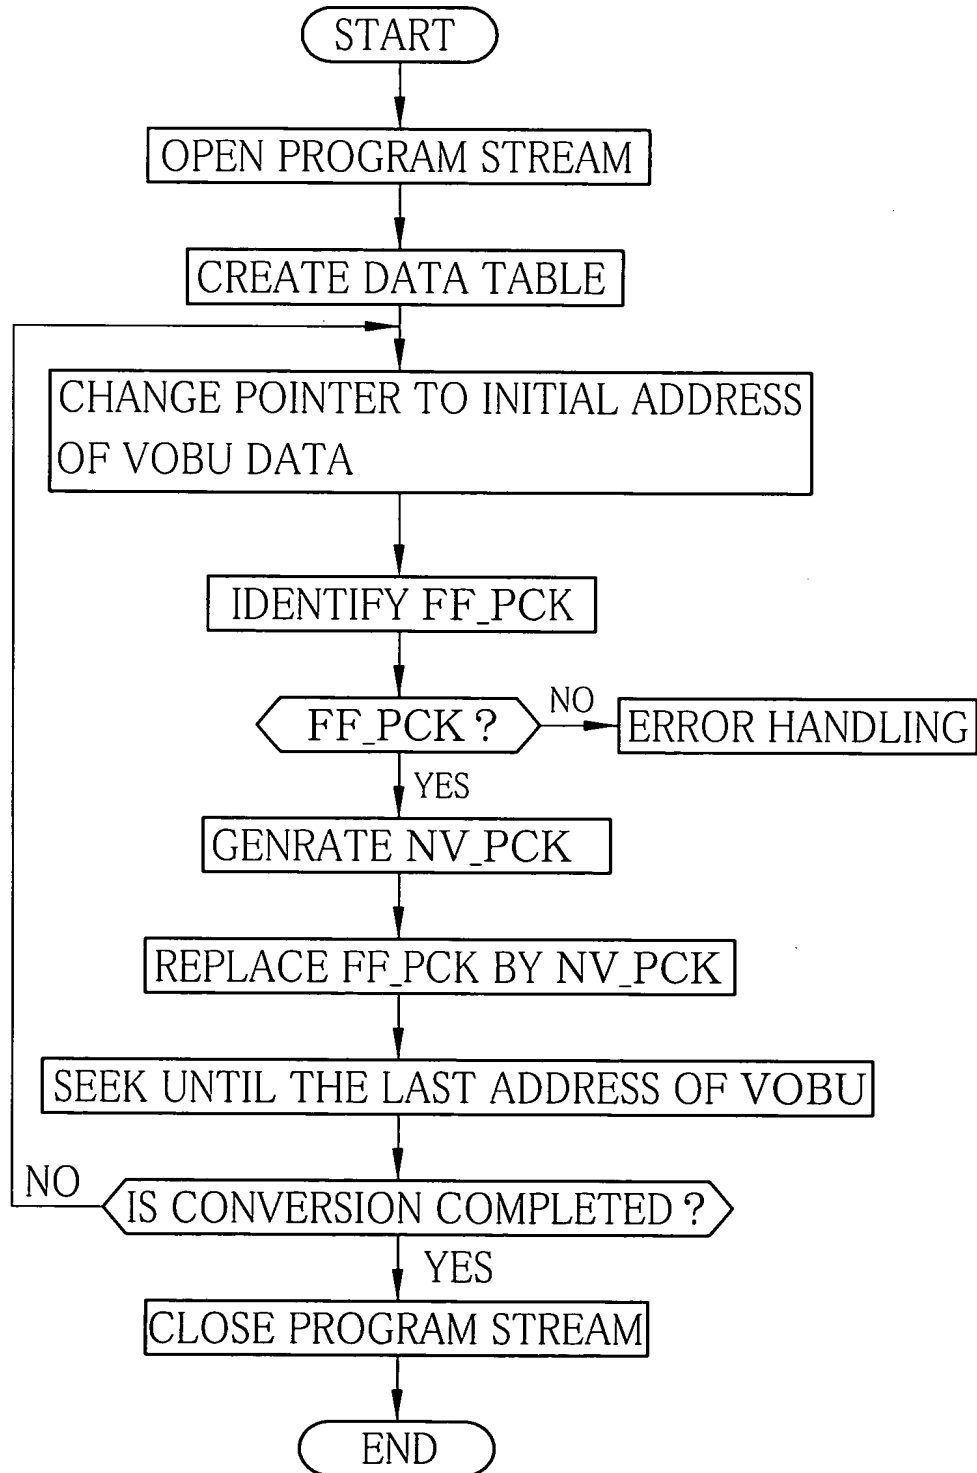 START
OPEN PROGRAM STREAM
CREATE DATA TABLE
CHANGE POINTER TO INITIAL ADDRESS
OF VOBU DATA
IDENTIFY FF_PCK
FF_PCK ?
NO
ERROR HANDLING
YES
GENRATE NV_PCK
REPLACE FF_PCK BY NV_PCK
SEEK UNTIL THE LAST ADDRESS OF VOBU
NO
IS CONVERSION COMPLETED ?
YES
CLOSE PROGRAM STREAM
END